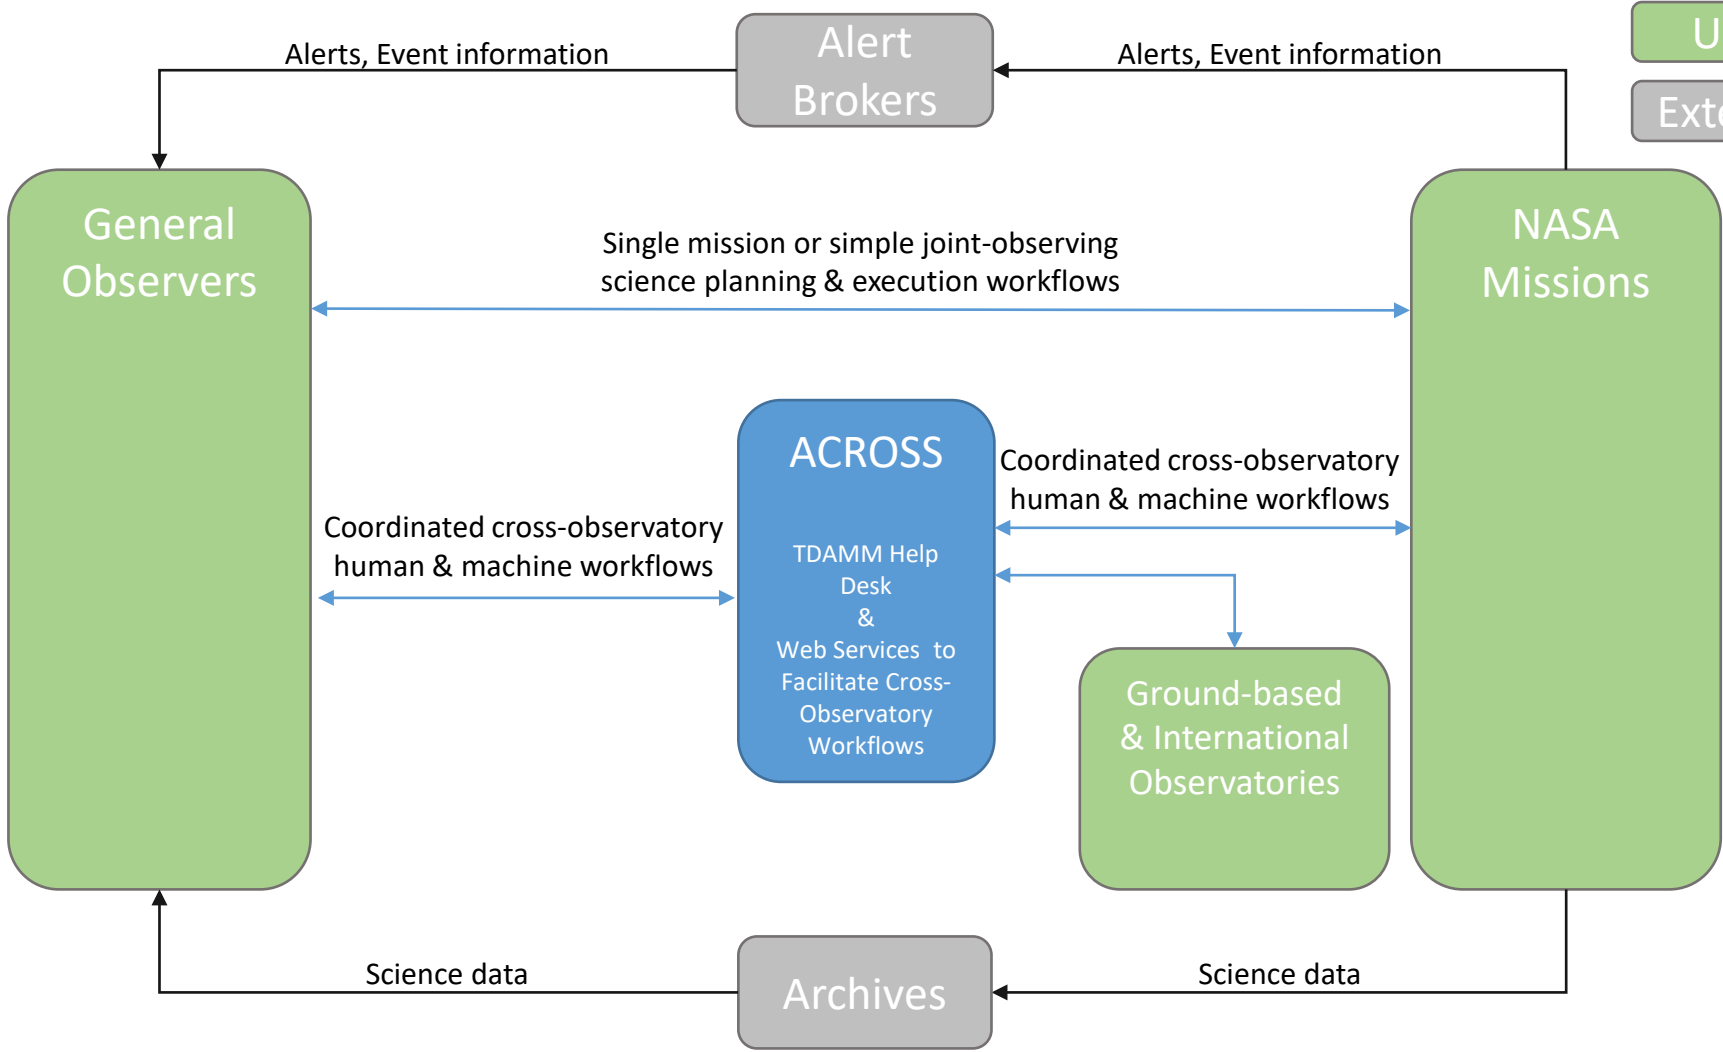 Alerts, Event information
Alert
Brokers
Alerts, Event information
U
Exte
General
Observers
Single mission or simple joint-observing
science planning & execution workflows
NASA
Missions
ACROSS
TDAMM Help
Desk
&
Web Services to
Facilitate Cross-
Observatory
Workflows
Coordinated cross-observatory
human & machine workflows
Coordinated cross-observatory
human & machine workflows
Ground-based
& International
Observatories
Science data
Archives
Science data